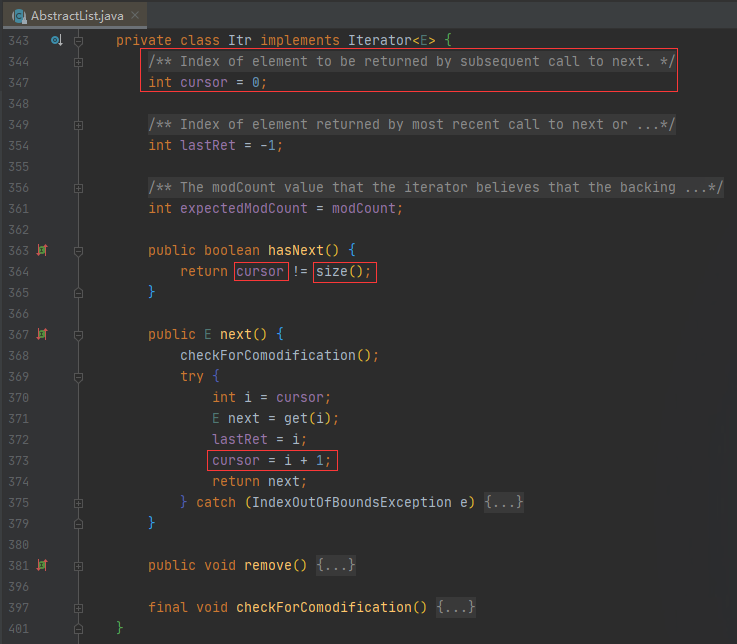 AbstractList.java
343 private class Itr implements Iterator<E> {
344 /** Index of element to be returned by subsequent call to next. */
347 int cursor = 0;
348
349 /** Index of element returned by most recent call to next or ...*/
354 int lastRet = -1;
355
356 /** The modCount value that the iterator believes that the backing ...*/
361 int expectedModCount = modCount;
362
363 public boolean hasNext() {
364 return cursor != size();
365 }
366
367 public E next() {
368 checkForComodification();
369 try {
370 int i = cursor;
371 E next = get(i);
372 lastRet = i;
373 cursor = i + 1;
374 return next;
375 } catch (IndexOutOfBoundsException e) {...}
379 }
380
381 public void remove() {...}
396
397 final void checkForComodification() {...}
401 }